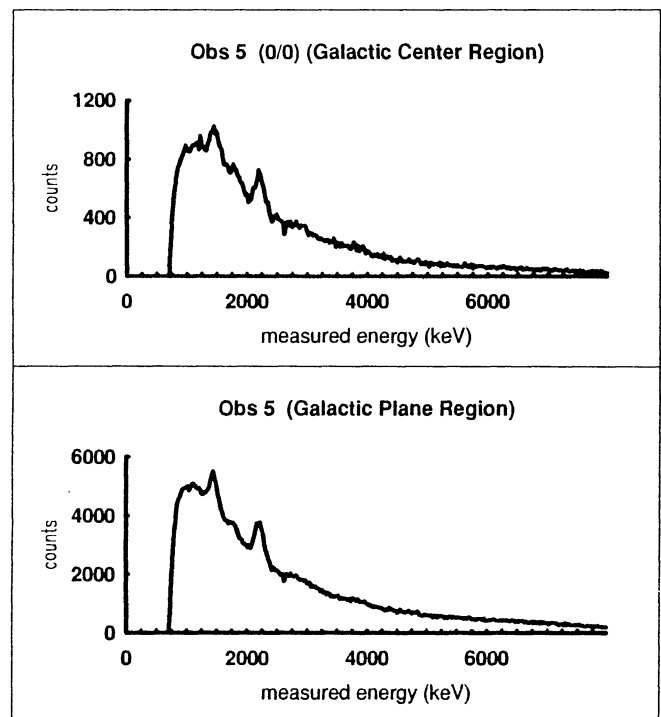 Obs 5 (0/0) (Galactic Center Region)
1200
800
400
0
counts
0 2000 4000 6000
measured energy (keV)
Obs 5 (Galactic Plane Region)
6000
4000
2000
0
counts
0 2000 4000 6000
measured energy (keV)